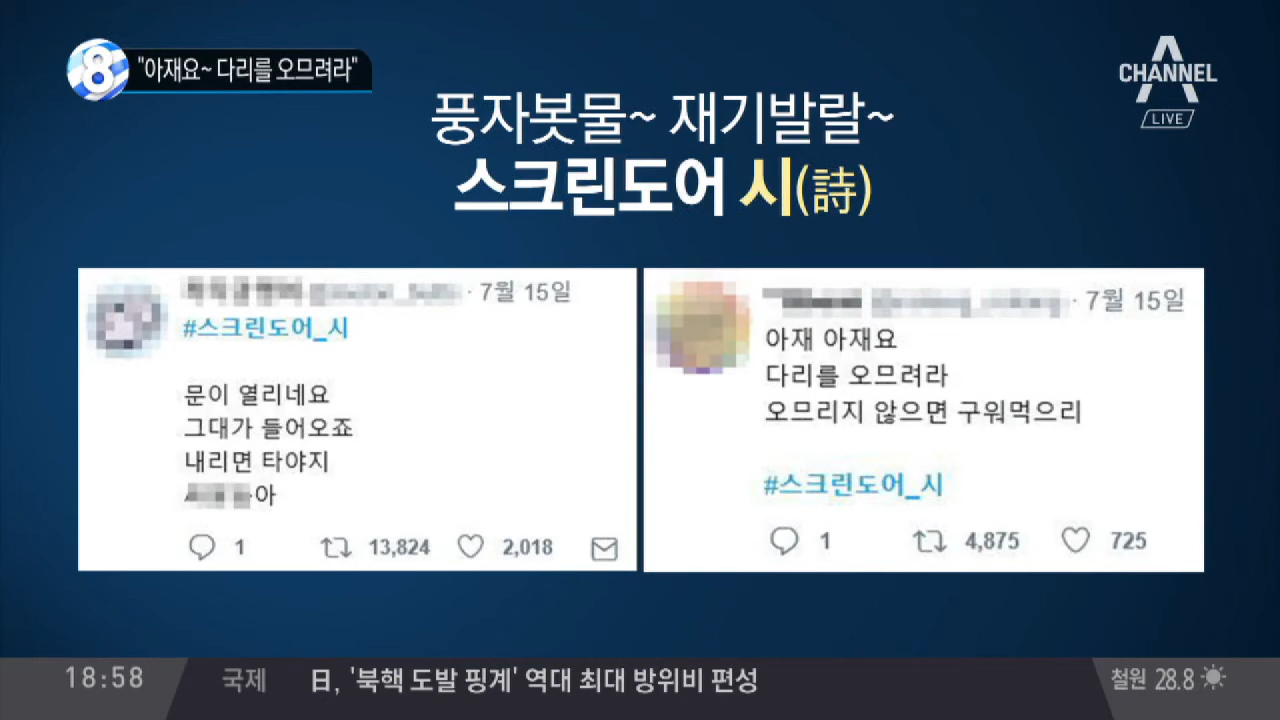 8 "아재요~ 다리를 오므려라"
CHANNEL A
LIVE
풍자봇물~ 재기발랄~
스크린도어 시(詩)
· 7월 15일
#스크린도어_시
문이 열리네요
그대가 들어오죠
내리면 타야지
아
1 13,824 2,018
· 7월 15일
아재 아재요
다리를 오므려라
오므리지 않으면 구워먹으리
#스크린도어_시
1 4,875 725
18:58 국제 日, '북핵 도발 핑계' 역대 최대 방위비 편성 철원 28.8